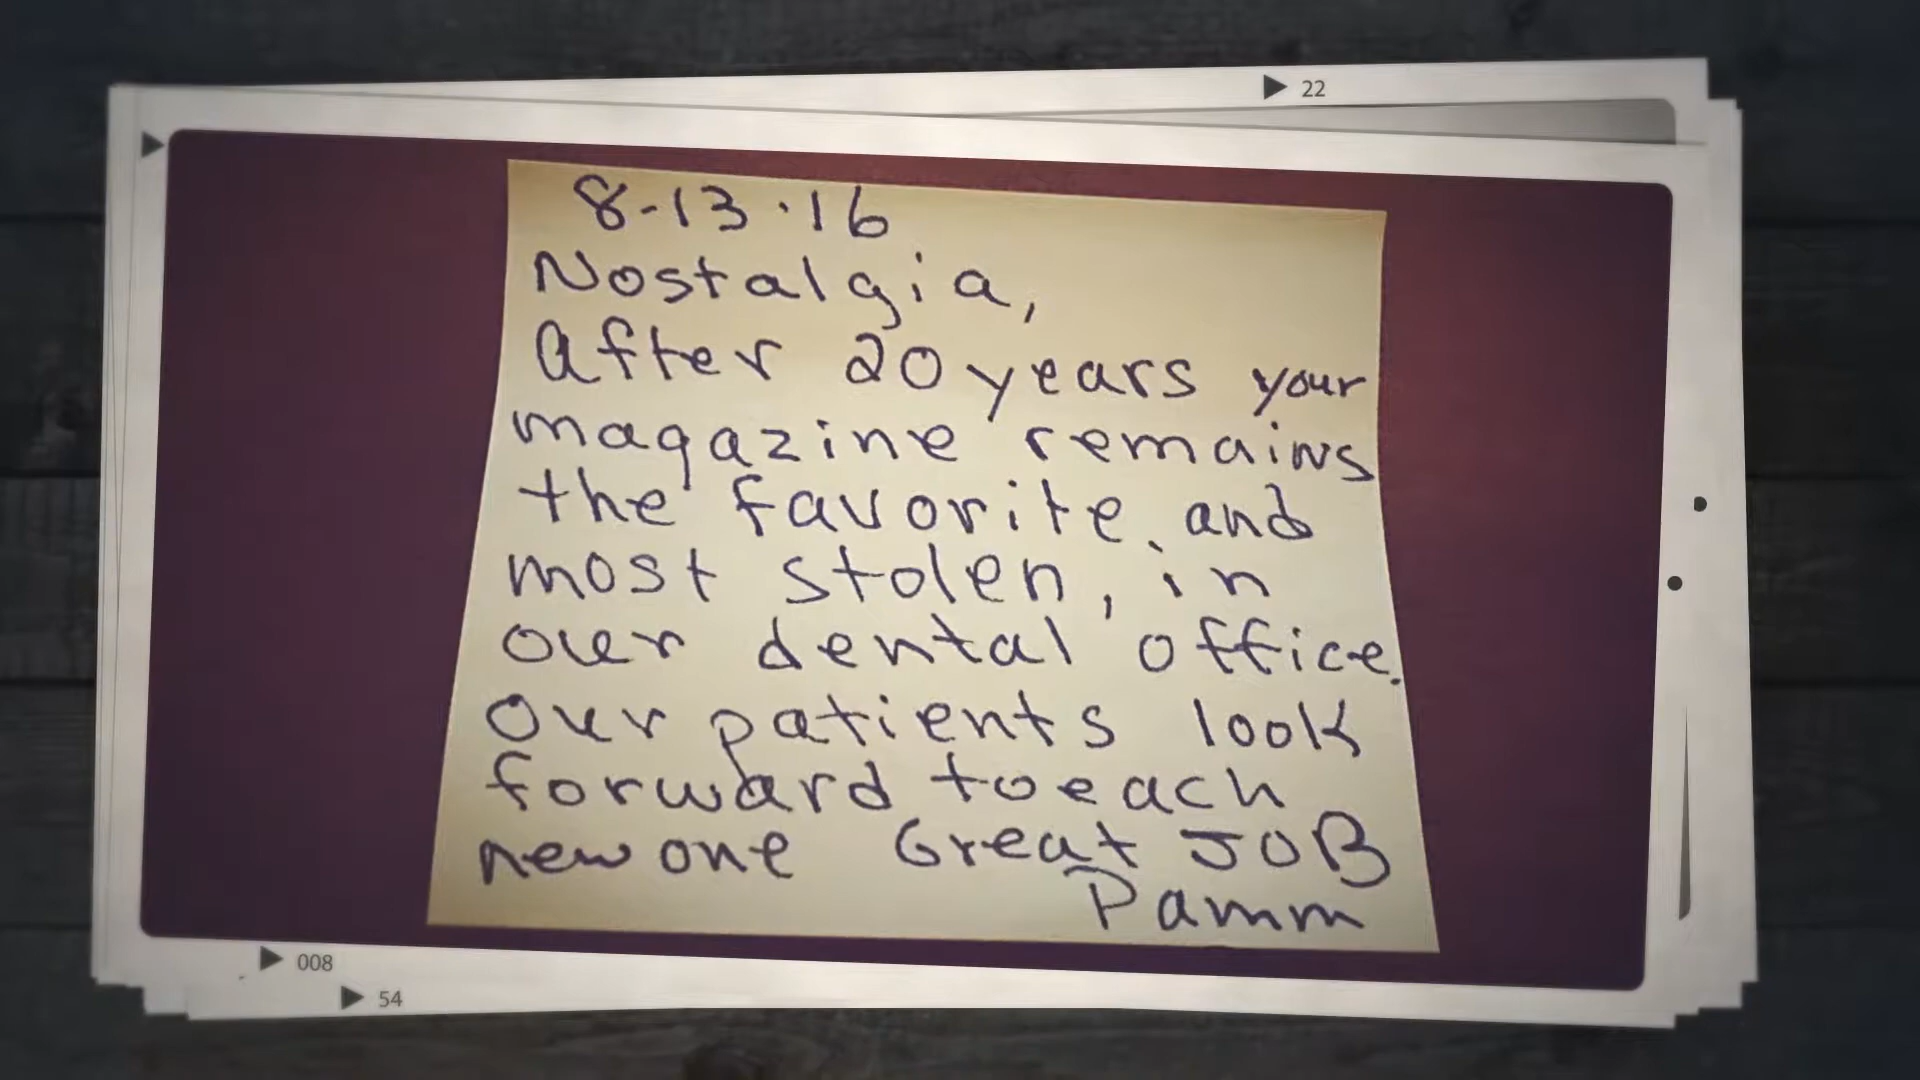 22
8-13-16
Nostalgia,
After 20 years your
magazine remains
the favorite, and
most stolen, in
our dental office.
Our patients look
forward to each
new one Great JOB
Pamm
008
54